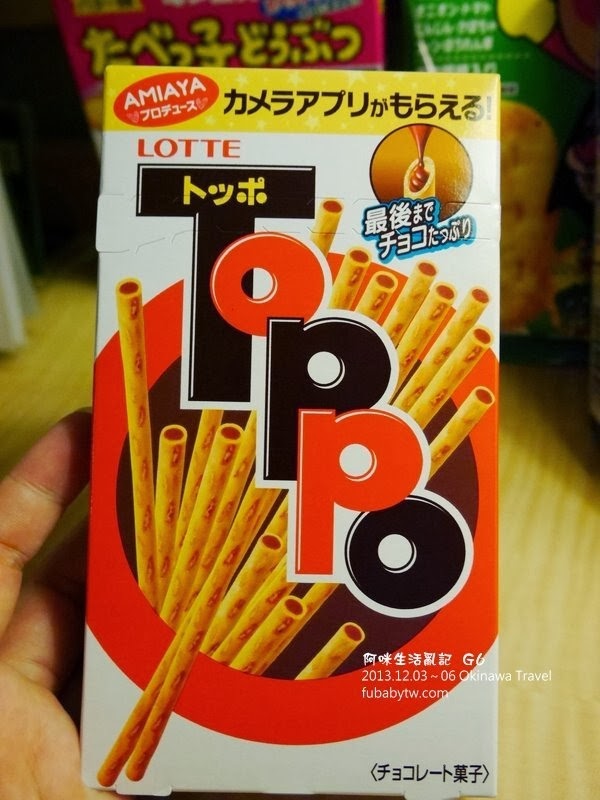 たべっ子どうぶつ
AMIAYA
プロデュース
カメラアプリがもらえる!
LOTTE
トッポ
Toppo
最後まで
チョコたっぷり
阿咪生活亂記 G6
2013.12.03~06 Okinawa Travel
fubabytw.com
〈チョコレート菓子〉